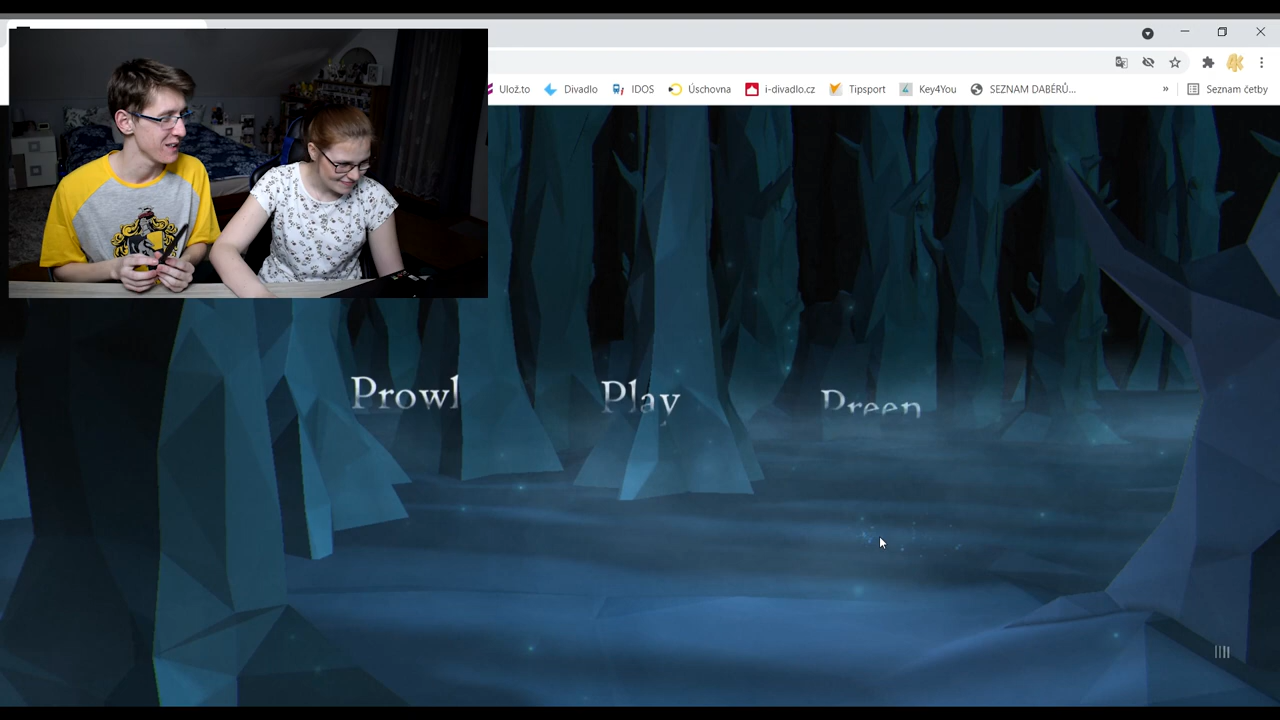 Ulož.to Divadlo IDOS Úschovna i-divadlo.cz Tipsport Key4You SEZNAM DABÉRŮ... » Seznam četby
Prowl Play Preen